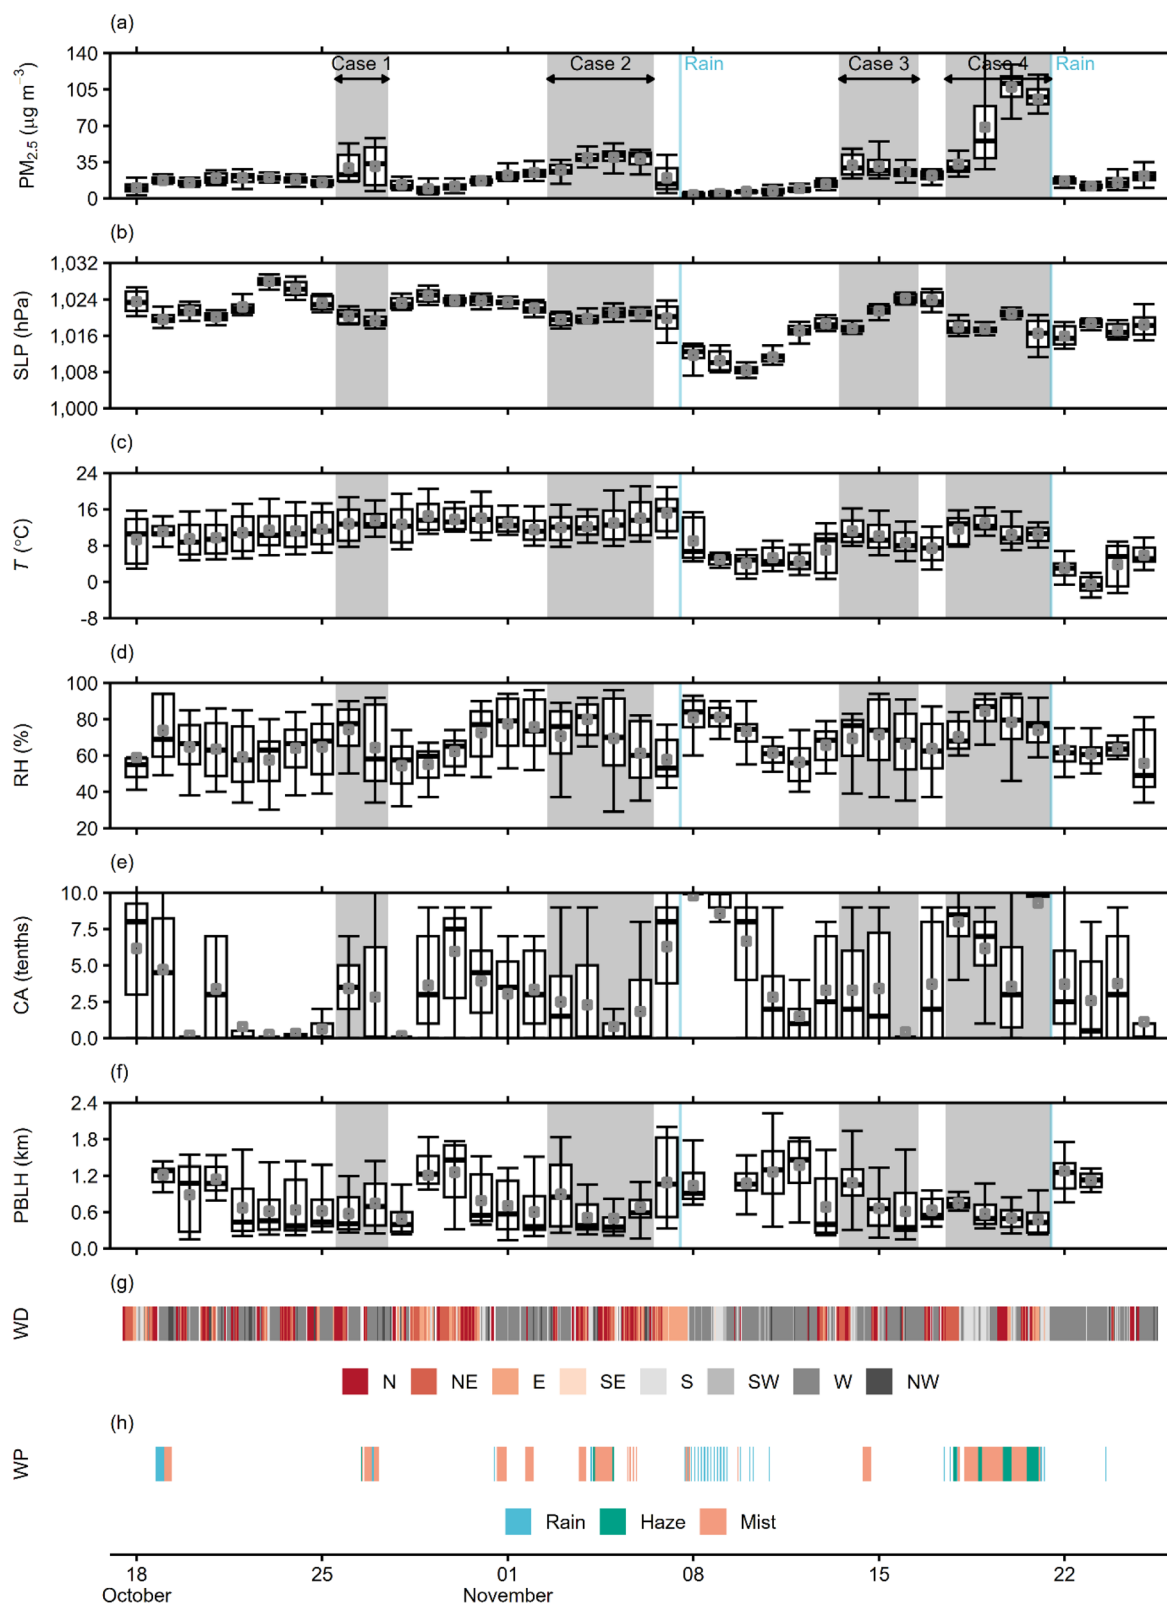 (a)
PM2.5 (µg m−3)
140
105
70
35
0
Case 1
Case 2
Rain
Case 3
Case 4
Rain
(b)
SLP (hPa)
1,032
1,024
1,016
1,008
1,000
(c)
T (°C)
24
16
8
0
-8
(d)
RH (%)
100
80
60
40
20
(e)
CA (tenths)
10.0
7.5
5.0
2.5
0.0
(f)
PBLH (km)
2.4
1.8
1.2
0.6
0.0
(g)
WD
N NE E SE S SW W NW
(h)
WP
Rain Haze Mist
18 25 01 08 15 22
October November